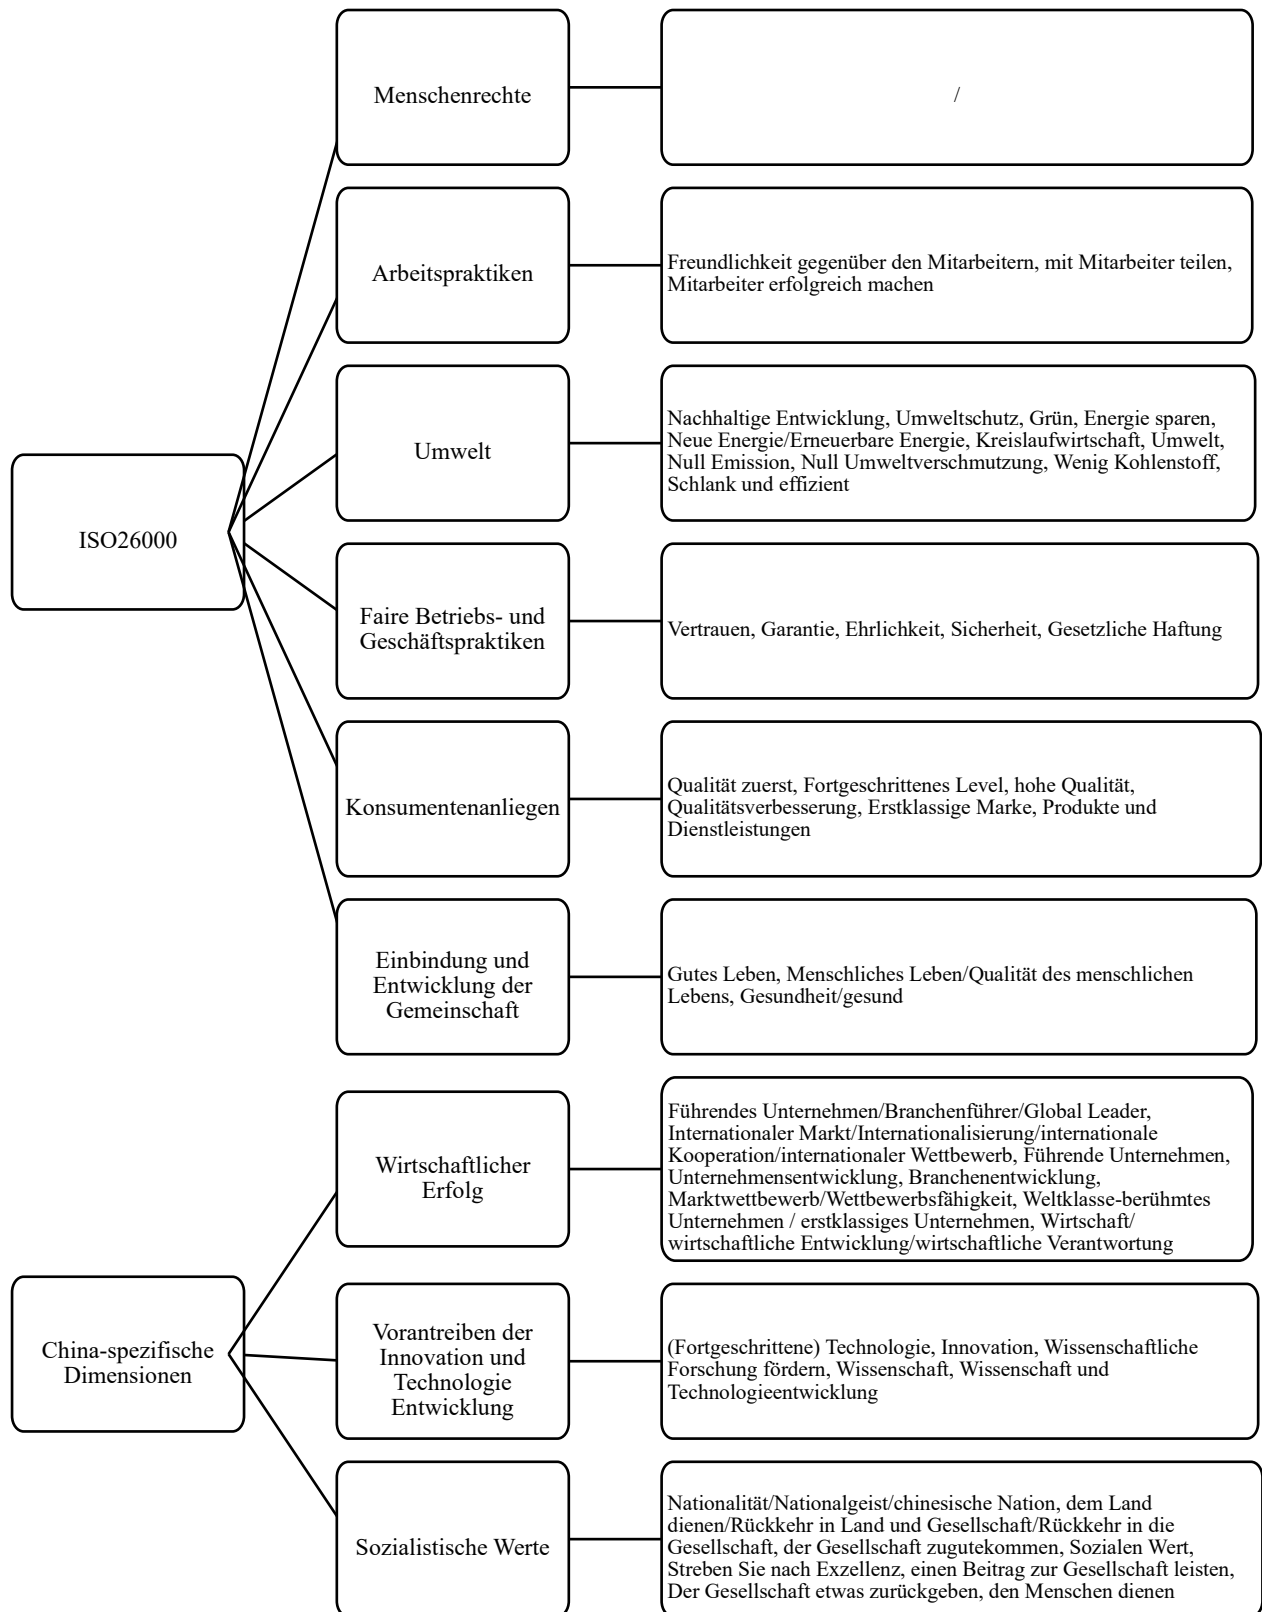 Menschenrechte
/
Arbeitspraktiken
Freundlichkeit gegenüber den Mitarbeitern, mit Mitarbeiter teilen,
Mitarbeiter erfolgreich machen
Umwelt
Nachhaltige Entwicklung, Umweltschutz, Grün, Energie sparen,
Neue Energie/Erneuerbare Energie, Kreislaufwirtschaft, Umwelt,
Null Emission, Null Umweltverschmutzung, Wenig Kohlenstoff,
Schlank und effizient
ISO26000
Faire Betriebs- und
Geschäftspraktiken
Vertrauen, Garantie, Ehrlichkeit, Sicherheit, Gesetzliche Haftung
Konsumentenanliegen
Qualität zuerst, Fortgeschrittenes Level, hohe Qualität,
Qualitätsverbesserung, Erstklassige Marke, Produkte und
Dienstleistungen
Einbindung und
Entwicklung der
Gemeinschaft
Gutes Leben, Menschliches Leben/Qualität des menschlichen
Lebens, Gesundheit/gesund
Wirtschaftlicher
Erfolg
Führendes Unternehmen/Branchenführer/Global Leader,
Internationaler Markt/Internationalisierung/internationale
Kooperation/internationaler Wettbewerb, Führende Unternehmen,
Unternehmensentwicklung, Branchenentwicklung,
Marktwettbewerb/Wettbewerbsfähigkeit, Weltklasse-berühmtes
Unternehmen / erstklassiges Unternehmen, Wirtschaft/
wirtschaftliche Entwicklung/wirtschaftliche Verantwortung
China-spezifische
Dimensionen
Vorantreiben der
Innovation und
Technologie
Entwicklung
(Fortgeschrittene) Technologie, Innovation, Wissenschaftliche
Forschung fördern, Wissenschaft, Wissenschaft und
Technologieentwicklung
Sozialistische Werte
Nationalität/Nationalgeist/chinesische Nation, dem Land
dienen/Rückkehr in Land und Gesellschaft/Rückkehr in die
Gesellschaft, der Gesellschaft zugutekommen, Sozialen Wert,
Streben Sie nach Exzellenz, einen Beitrag zur Gesellschaft leisten,
Der Gesellschaft etwas zurückgeben, den Menschen dienen